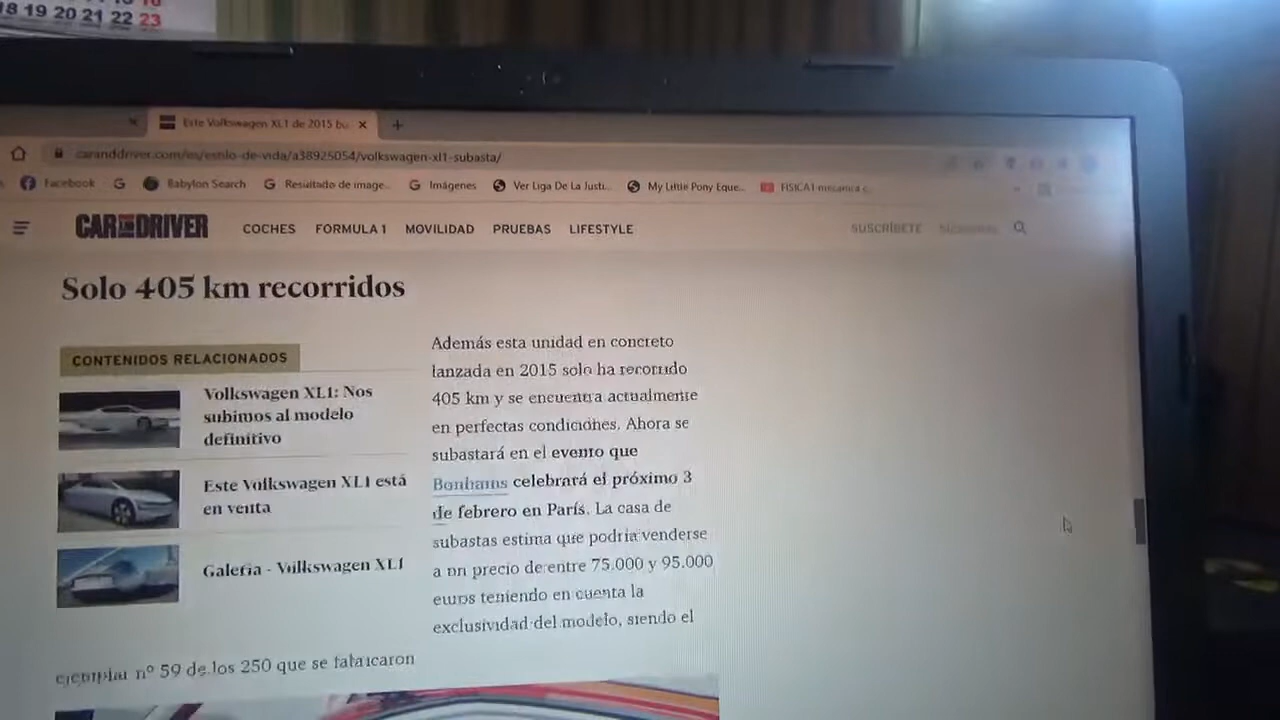 18 19 20 21 22 23
Este Volkswagen XL1 de 2015 bu
caranddriver.com/es/estilo-de-vida/a38925054/volkswagen-xl1-subasta/
Facebook
Babylon Search
Resultado de image...
Imágenes
Ver Liga De La Justi...
My Little Pony Eque...
FISICA I mecanica c...
CAR AND DRIVER
COCHES
FORMULA 1
MOVILIDAD
PRUEBAS
LIFESTYLE
SUSCRÍBETE
Solo 405 km recorridos
CONTENIDOS RELACIONADOS
Volkswagen XL1: Nos
subimos al modelo
definitivo
Este Volkswagen XL1 está
en venta
Galería - Volkswagen XL1
Además esta unidad en concreto
lanzada en 2015 solo ha recorrido
405 km y se encuentra actualmente
en perfectas condiciones. Ahora se
subastará en el evento que
Bonhams celebrará el próximo 3
de febrero en París. La casa de
subastas estima que podría venderse
a un precio de entre 75.000 y 95.000
euros teniendo en cuenta la
exclusividad del modelo, siendo el
ejemplar nº 59 de los 250 que se fabricaron